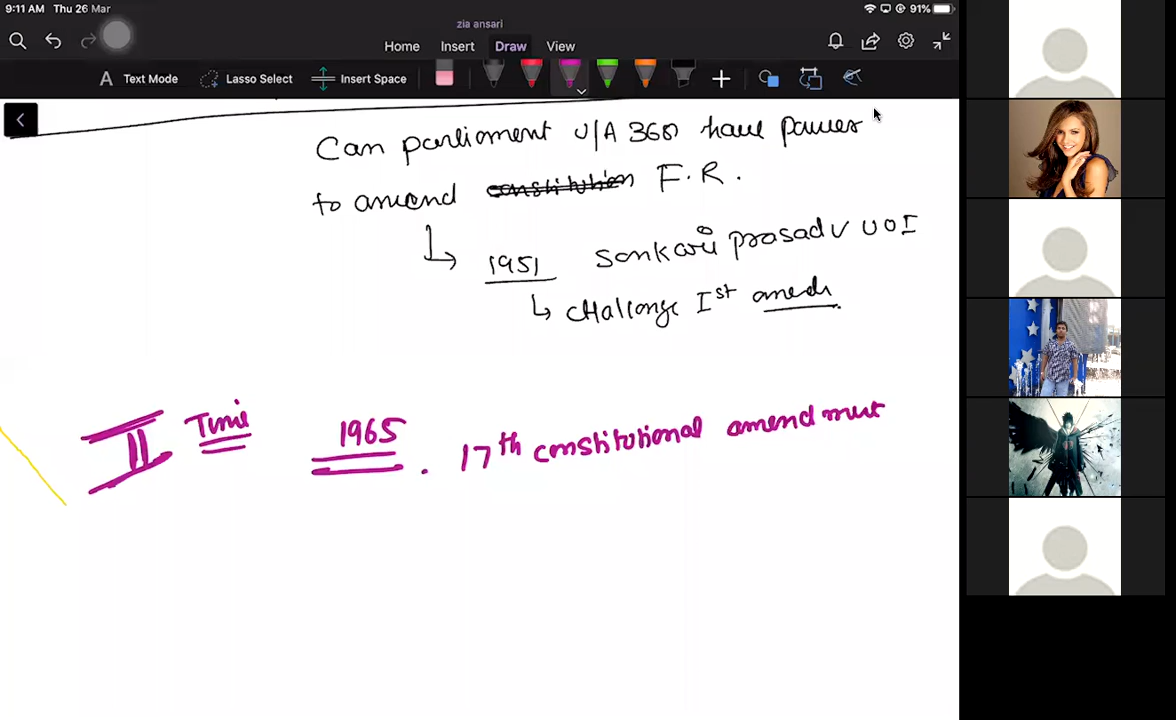 9:11 AM Thu 26 Mar
91%
zia ansari
Home Insert Draw View
Text Mode Lasso Select Insert Space
Can parliament U/A 368 have powers
to amend constitution F.R.
1951 Sankari prasad v UOI
challange Ist amedn
II Time 1965. 17th constitutional amendment